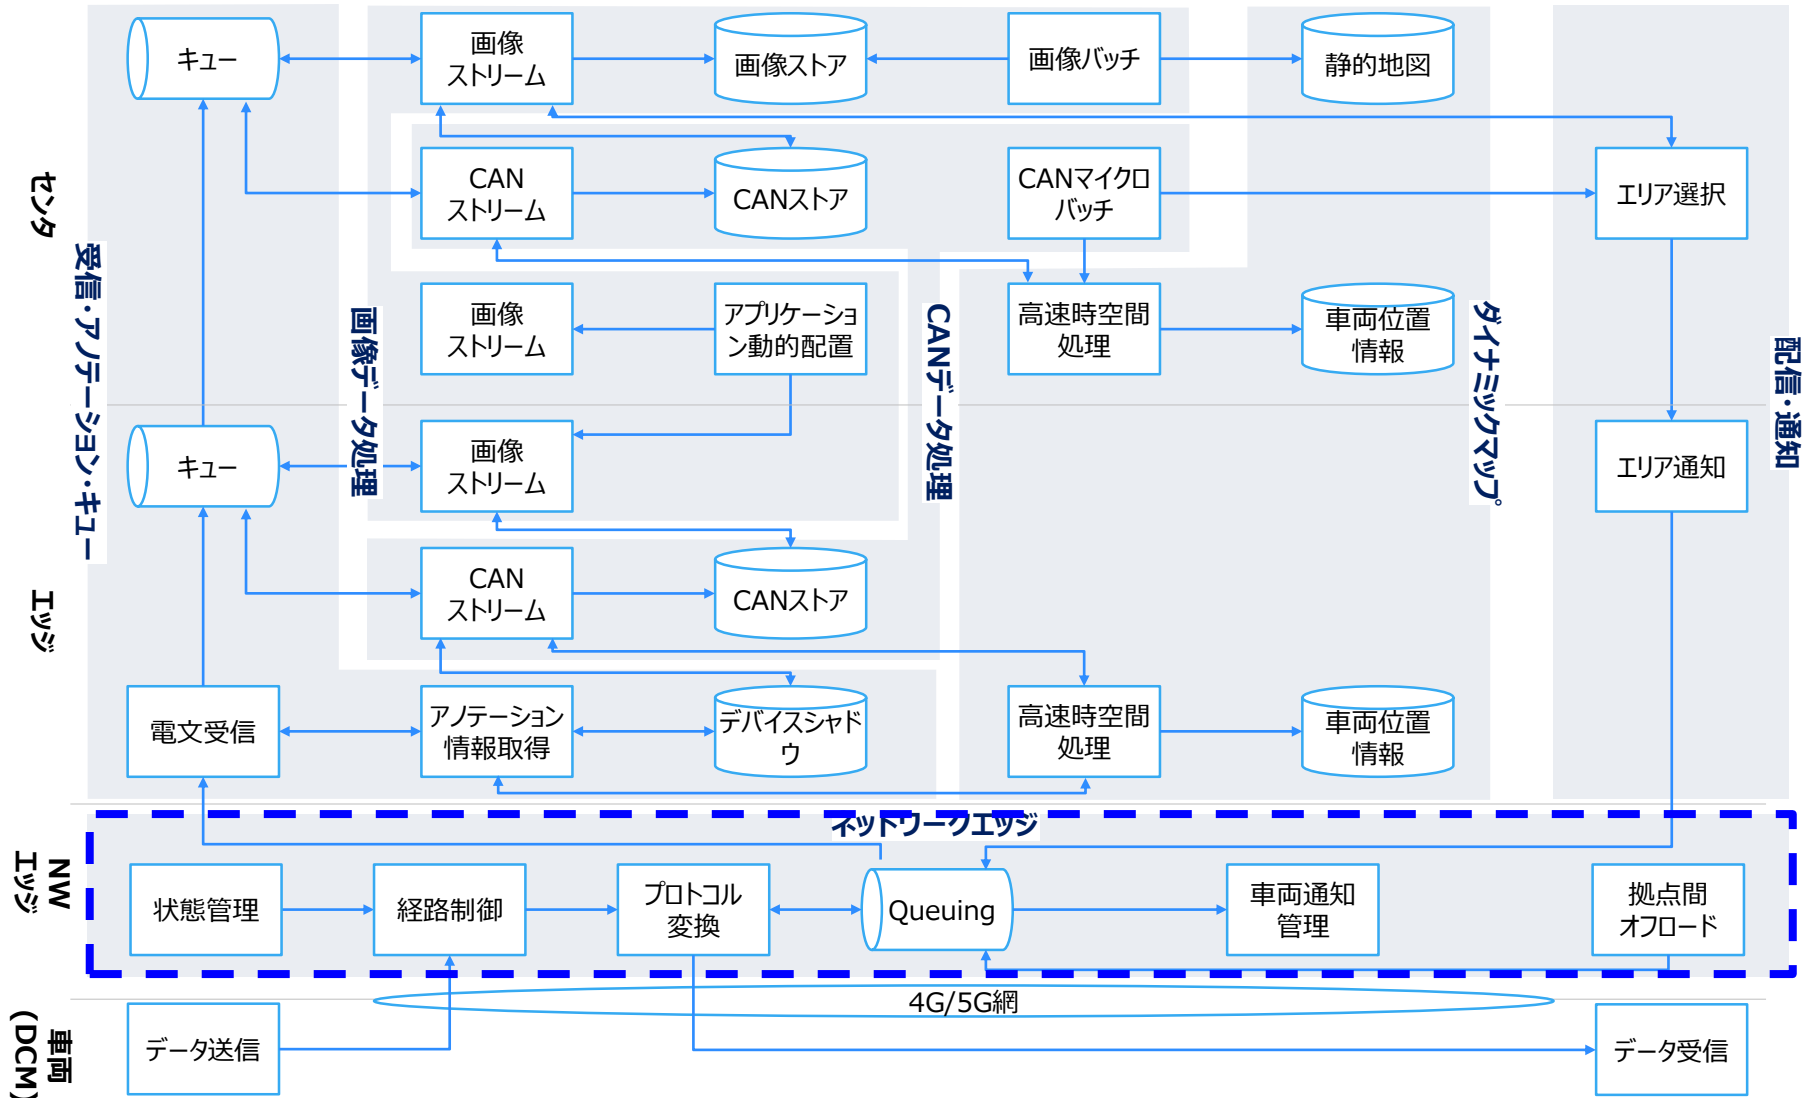 キュー
画像
ストリーム
画像ストア
画像バッチ
静的地図
センタ
CAN
ストリーム
CANストア
CANマイクロ
バッチ
エリア選択
受信・アノテーション・キュー
画像データ処理
画像
ストリーム
アプリケーショ
ン動的配置
CANデータ処理
高速時空間
処理
車両位置
情報
ダイナミックマップ
配信・通知
キュー
画像
ストリーム
エリア通知
エッジ
CAN
ストリーム
CANストア
電文受信
アノテーション
情報取得
デバイスシャド
ウ
高速時空間
処理
車両位置
情報
ネットワークエッジ
NW
エッジ
状態管理
経路制御
プロトコル
変換
Queuing
車両通知
管理
拠点間
オフロード
4G/5G網
車両
(DCM)
データ送信
データ受信